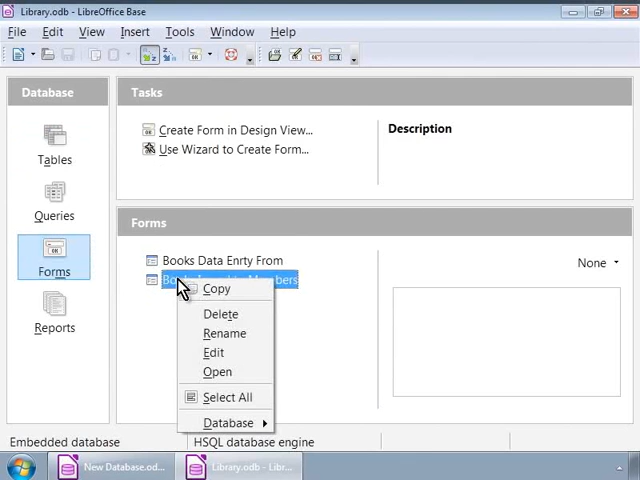 Library.odb - LibreOffice Base
File Edit View Insert Tools Window Help
Database
Tables
Queries
Forms
Reports
Tasks
Create Form in Design View...
Use Wizard to Create Form...
Description
Forms
Books Data Enrty From
None
Copy
Delete
Rename
Edit
Open
Select All
Database
Embedded database
HSQL database engine
New Database.od...
Library.odb - Libr...